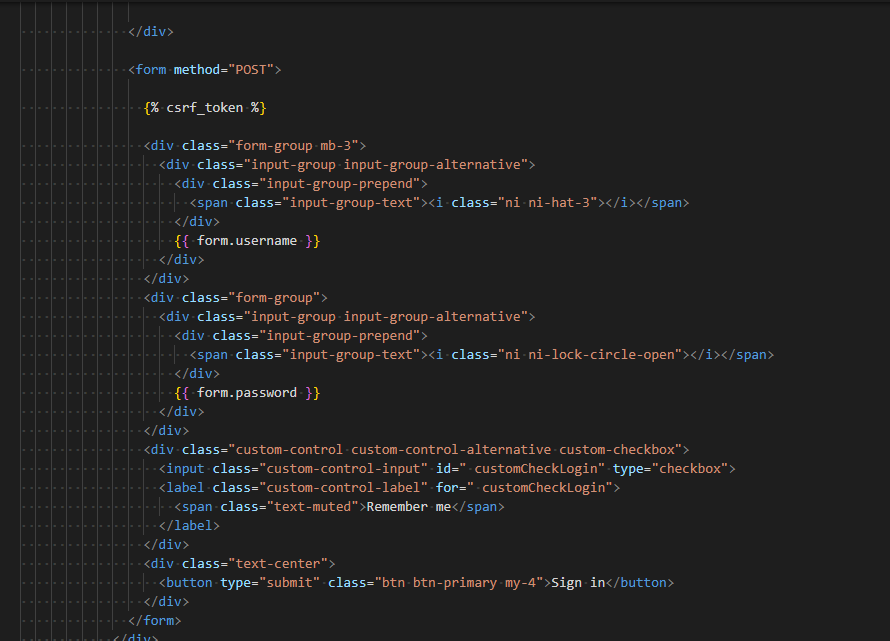 </div>
<form method="POST">
{% csrf_token %}
<div class="form-group mb-3">
<div class="input-group input-group-alternative">
<div class="input-group-prepend">
<span class="input-group-text"><i class="ni ni-hat-3"></i></span>
</div>
{{ form.username }}
</div>
</div>
<div class="form-group">
<div class="input-group input-group-alternative">
<div class="input-group-prepend">
<span class="input-group-text"><i class="ni ni-lock-circle-open"></i></span>
</div>
{{ form.password }}
</div>
</div>
<div class="custom-control custom-control-alternative custom-checkbox">
<input class="custom-control-input" id=" customCheckLogin" type="checkbox">
<label class="custom-control-label" for=" customCheckLogin">
<span class="text-muted">Remember me</span>
</label>
</div>
<div class="text-center">
<button type="submit" class="btn btn-primary my-4">Sign in</button>
</div>
</form>
</div>